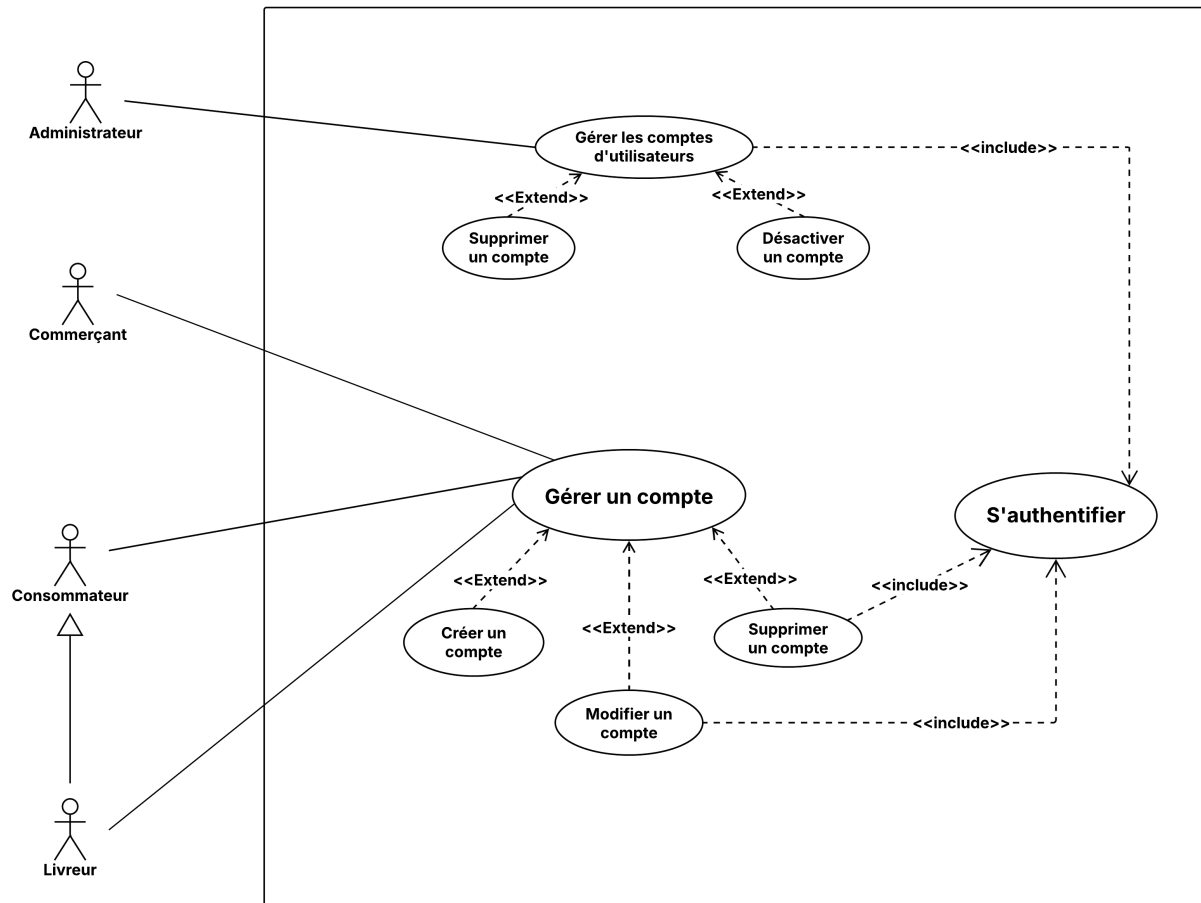 Administrateur
Gérer les comptes
d'utilisateurs
<<include>>
<<Extend>>
<<Extend>>
Supprimer
un compte
Désactiver
un compte
Commerçant
Gérer un compte
S'authentifier
Consommateur
<<Extend>>
<<Extend>>
<<include>>
<<Extend>>
Créer un
compte
Supprimer
un compte
Modifier un
compte
<<include>>
Livreur